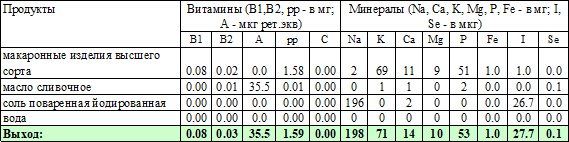 Продукты Витамины (B1,B2, pp - в мг; Минералы (Na, Ca, K, Mg, P, Fe - в мг; I,
A - мкг рет.экв) Se - в мкг)
B1 B2 A pp C Na K Ca Mg P Fe I Se
макаронные изделия высшего
сорта 0.08 0.02 0.0 1.58 0.00 2 69 11 9 51 1.0 1.0 0.0
масло сливочное 0.00 0.01 35.5 0.01 0.00 0 1 1 0 2 0.0 0.0 0.1
соль поваренная йодированная 0.00 0.00 0.0 0.00 0.00 196 0 2 0 0 0.0 26.7 0.0
вода 0.00 0.00 0.0 0.00 0.00 0 0 0 0 0 0.0 0.0 0.0
Выход: 0.08 0.03 35.5 1.59 0.00 198 71 14 10 53 1.0 27.7 0.1